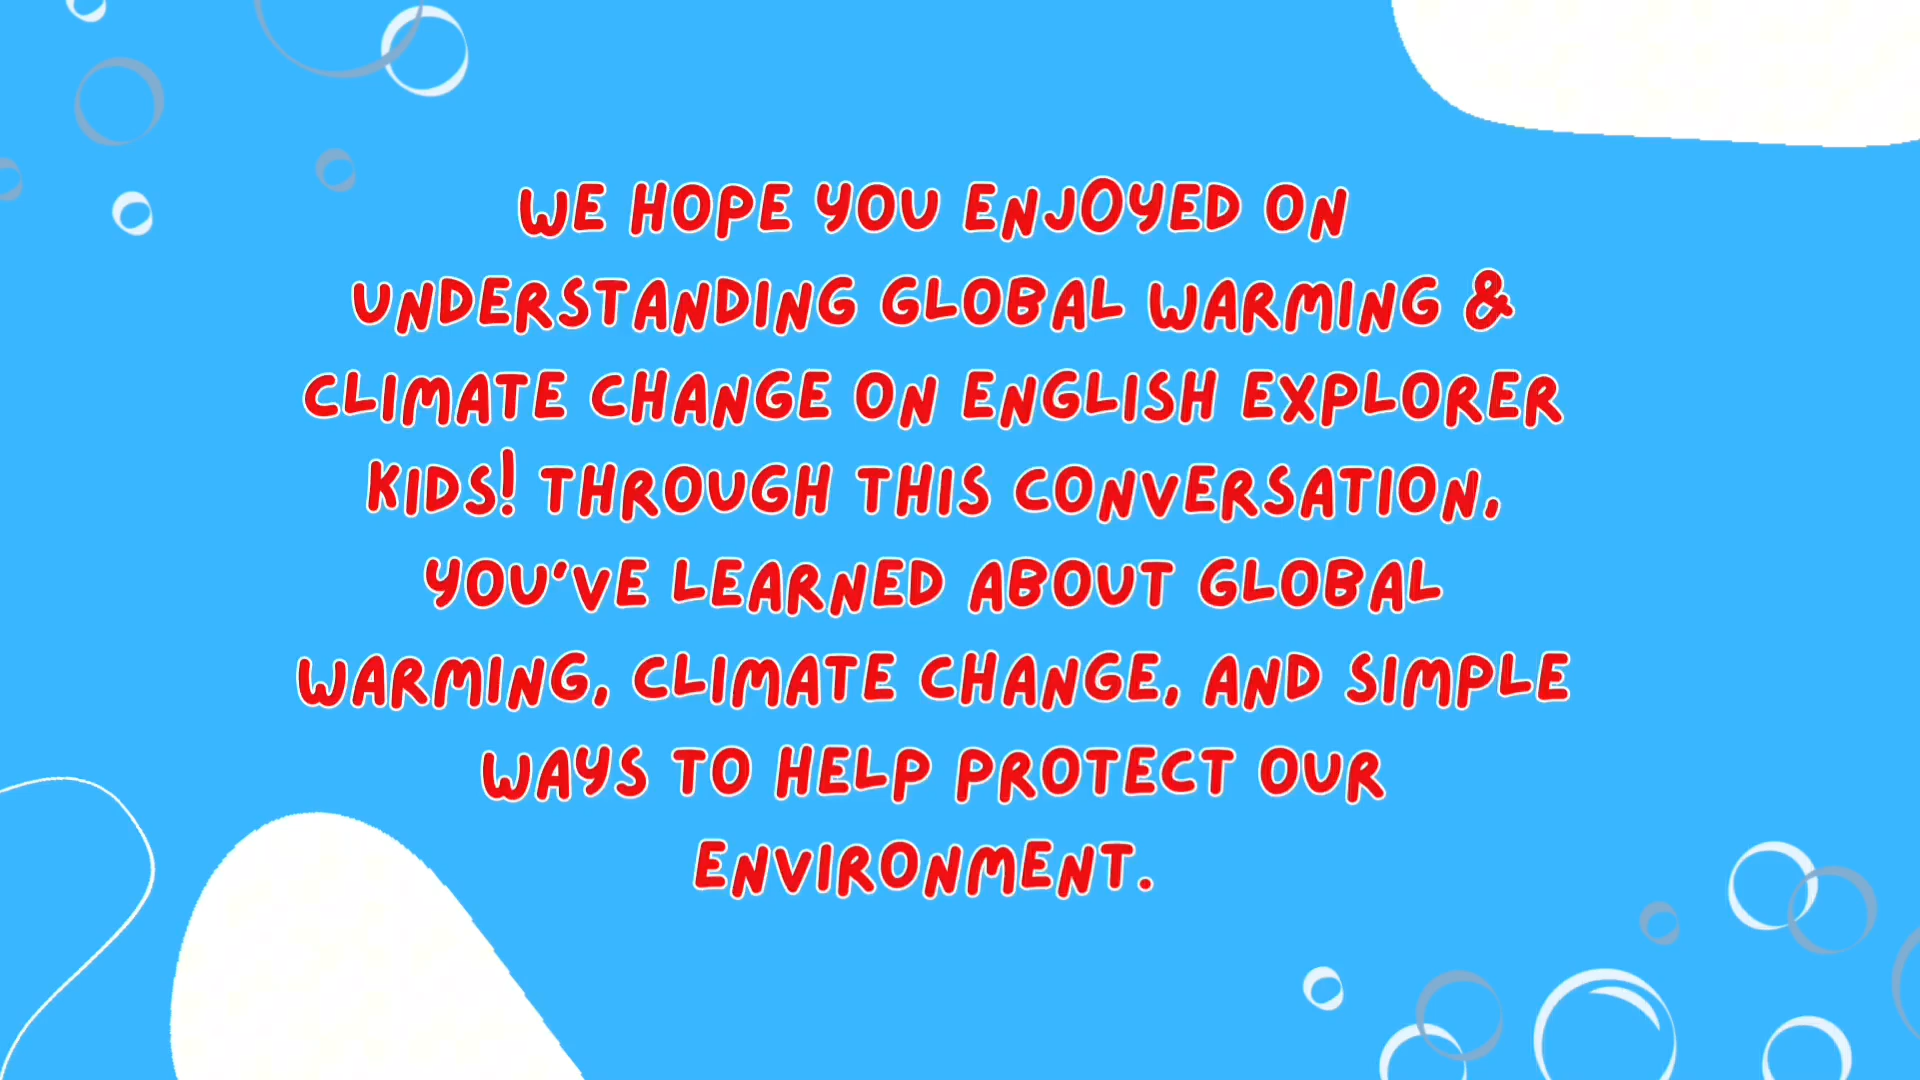 WE HOPE YOU ENJOYED ON
UNDERSTANDING GLOBAL WARMING &
CLIMATE CHANGE ON ENGLISH EXPLORER
KIDS! THROUGH THIS CONVERSATION,
YOU'VE LEARNED ABOUT GLOBAL
WARMING, CLIMATE CHANGE, AND SIMPLE
WAYS TO HELP PROTECT OUR
ENVIRONMENT.